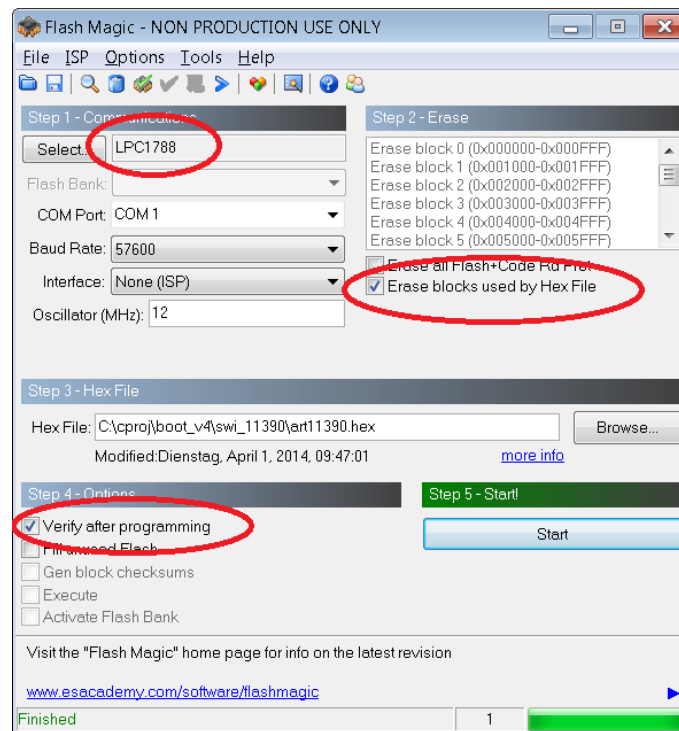 Flash Magic - NON PRODUCTION USE ONLY
File ISP Options Tools Help
Step 1 - Communications
Select... LPC1788
Flash Bank:
COM Port: COM 1
Baud Rate: 57600
Interface: None (ISP)
Oscillator (MHz): 12
Step 2 - Erase
Erase block 0 (0x000000-0x000FFF)
Erase block 1 (0x001000-0x001FFF)
Erase block 2 (0x002000-0x002FFF)
Erase block 3 (0x003000-0x003FFF)
Erase block 4 (0x004000-0x004FFF)
Erase block 5 (0x005000-0x005FFF)
Erase all Flash+Code Rd Prot
Erase blocks used by Hex File
Step 3 - Hex File
Hex File: C:\cproj\boot_v4\swi_11390\art11390.hex Browse...
Modified:Dienstag, April 1, 2014, 09:47:01 more info
Step 4 - Options
Verify after programming
Fill unused Flash
Gen block checksums
Execute
Activate Flash Bank
Step 5 - Start!
Start
Visit the "Flash Magic" home page for info on the latest revision
www.esacademy.com/software/flashmagic
Finished 1